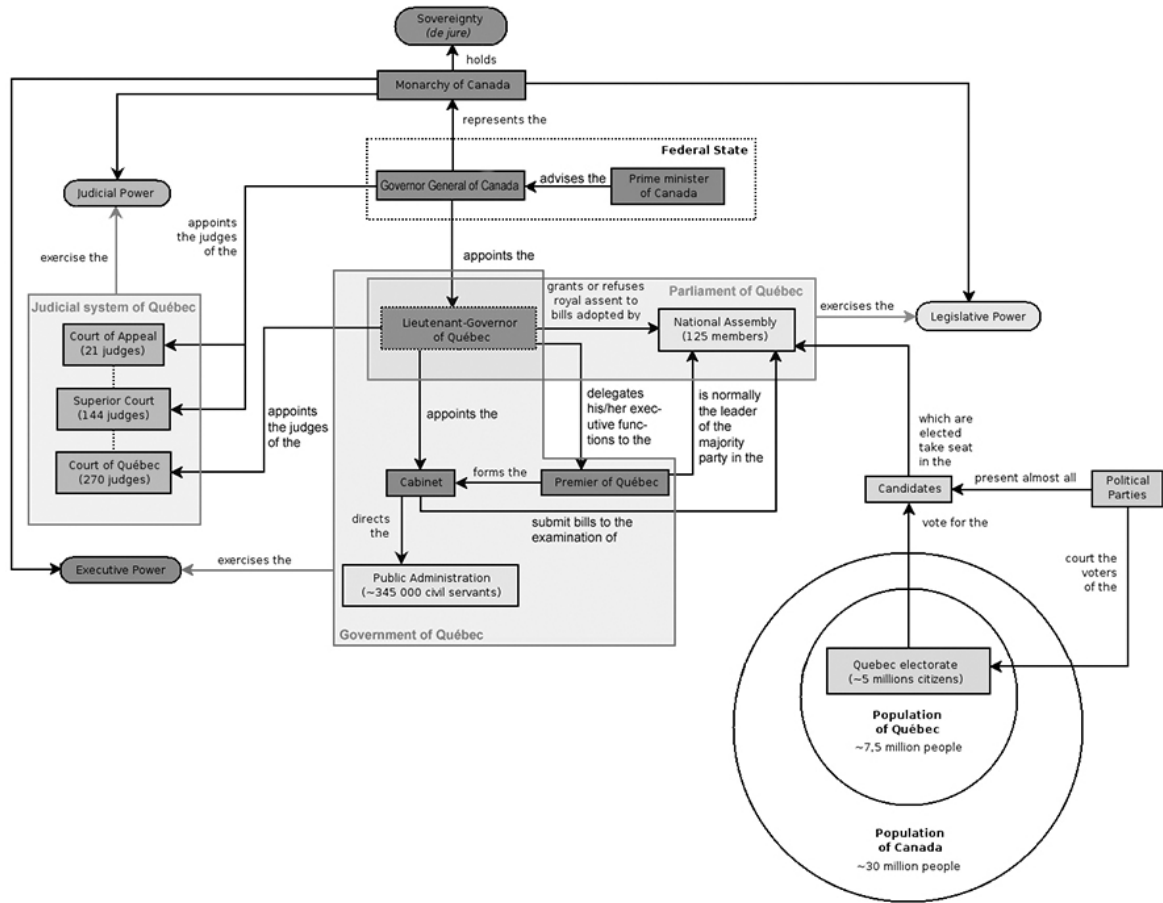 Sovereignty
(de jure)
holds
Monarchy of Canada
represents the
Federal State
Governor General of Canada
advises the
Prime minister
of Canada
Judicial Power
appoints
the judges
of the
exercise the
appoints the
Judicial system of Québec
Court of Appeal
(21 judges)
Superior Court
(144 judges)
Court of Québec
(270 judges)
appoints
the judges
of the
grants or refuses
royal assent to
bills adopted by
Parliament of Québec
Lieutenant-Governor
of Québec
National Assembly
(125 members)
exercises the
Legislative Power
appoints the
delegates
his/her exec-
utive func-
tions to the
is normally
the leader
of the
majority
party in the
which are
elected
take seat
in the
Cabinet
forms the
Premier of Québec
Candidates
present almost all
Political
Parties
directs
the
submit bills to the
examination of
vote for the
Executive Power
exercises the
Public Administration
(~345 000 civil servants)
Government of Québec
court the
voters
of the
Quebec electorate
(~5 millions citizens)
Population
of Québec
~7,5 million people
Population
of Canada
~30 million people